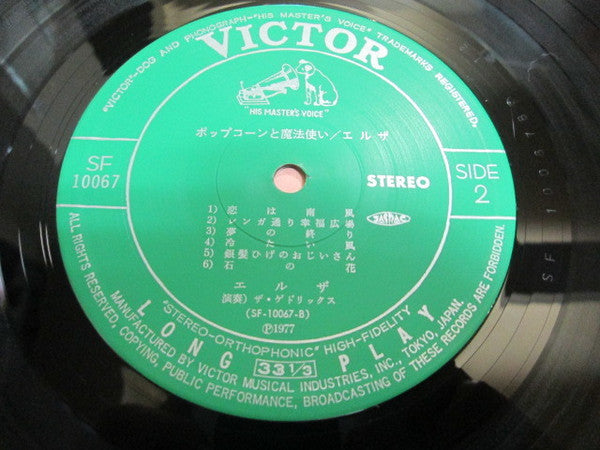 "VICTOR"-DOG AND PHONOGRAPH-"HIS MASTER'S VOICE" TRADEMARKS REGISTERED.
VICTOR
"HIS MASTER'S VOICE"
ポップコーンと魔法使い/エルザ
SF
10067
STEREO
SIDE
2
1) 恋は南風
2) レンガ通り幸福広場
3) 夢の終り
4) 冷たい風
5) 銀髪ひげのおじいさん
6) 石の花
JASRAC
エルザ
演奏) ザ・ゲドリックス
(SF-10067-B)
Ⓟ1977
"STEREO-ORTHOPHONIC" HIGH-FIDELITY
LONG 33 1/3 PLAY
MANUFACTURED BY VICTOR MUSICAL INDUSTRIES, INC., TOKYO, JAPAN.
ALL RIGHTS RESERVED, COPYING, PUBLIC PERFORMANCE, BROADCASTING OF THESE RECORDS ARE FORBIDDEN.